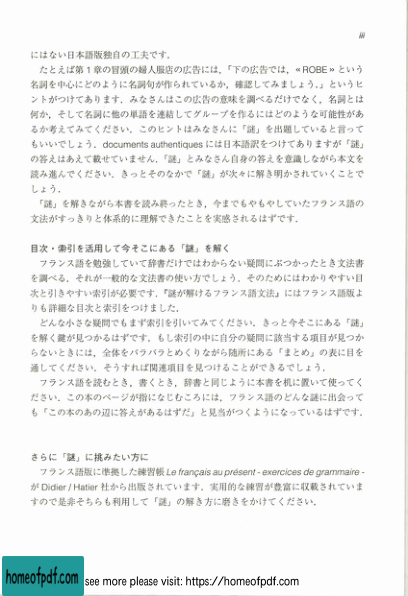 iii
にはない日本語版独自の工夫です．
たとえば第1章の冒頭の婦人服店の広告には，「下の広告では，« ROBE » という
名詞を中心にどのように名詞句が作られているか，確認してみましょう．」というヒ
ントがつけてあります．みなさんはこの広告の意味を調べるだけでなく，名詞とは
何か，そして名詞に他の単語を連結してグループを作るにはどのような可能性があ
るか考えてみてください．このヒントはみなさんに「謎」を出題していると言って
もいいでしょう．documents authentiques には日本語訳をつけてありますが「謎」
の答えはあえて載せていません．「謎」とみなさん自身の答えを意識しながら本文を
読み進んでください．きっとそのなかで「謎」が次々に解き明かされていくことで
しょう．
「謎」を解きながら本書を読み終ったとき，今までもやもやしていたフランス語の
文法がすっきりと体系的に理解できたことを実感されるはずです．
目次・索引を活用して今そこにある「謎」を解く
フランス語を勉強していて辞書だけではわからない疑問にぶつかったとき文法書
を調べる．それが一般的な文法書の使い方でしょう．そのためにはわかりやすい目
次と引きやすい索引が必要です．『謎が解けるフランス語文法』にはフランス語版よ
りも詳細な目次と索引をつけました．
どんな小さな疑問でもまず索引を引いてみてください．きっと今そこにある「謎」
を解く鍵が見つかるはずです．もし索引の中に自分の疑問に該当する項目が見つか
らないときには，全体をパラパラとめくりながら随所にある「まとめ」の表に目を
通してください．そうすれば関連項目を見つけることができるでしょう．
フランス語を読むとき，書くとき，辞書と同じように本書を机に置いて使ってく
ださい．この本のページが指になじむころには，フランス語のどんな謎に出会って
も「この本のあの辺に答えがあるはずだ」と見当がつくようになっているはずです．
さらに「謎」に挑みたい方に
フランス語版に準拠した練習帳 Le français au présent - exercices de grammaire -
が Didier / Hatier 社から出版されています．実用的な練習が豊富に収載されていま
すので是非そちらも利用して「謎」の解き方に磨きをかけてください．
homeofpdf.com
see more please visit: https://homeofpdf.com